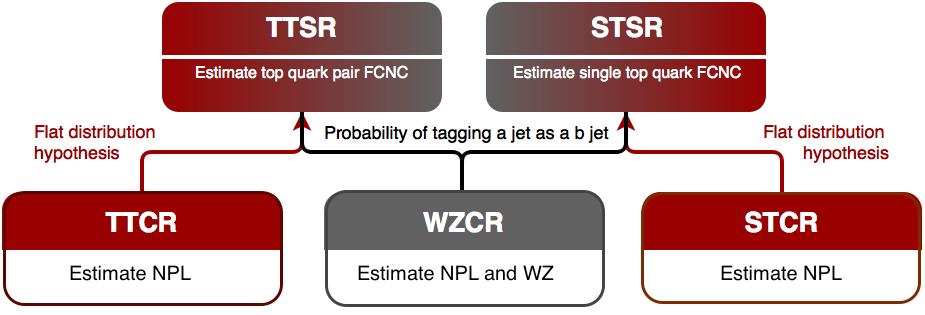 TTSR
STSR
Estimate top quark pair FCNC
Estimate single top quark FCNC
Flat distribution
hypothesis
Probability of tagging a jet as a b jet
Flat distribution
hypothesis
TTCR
WZCR
STCR
Estimate NPL
Estimate NPL and WZ
Estimate NPL